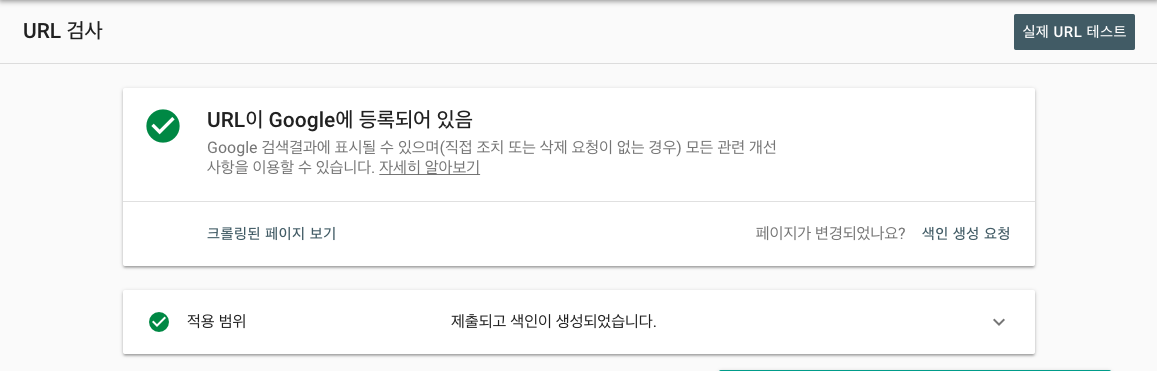 URL 검사
실제 URL 테스트
URL이 Google에 등록되어 있음
Google 검색결과에 표시될 수 있으며(직접 조치 또는 삭제 요청이 없는 경우) 모든 관련 개선
사항을 이용할 수 있습니다. 자세히 알아보기
크롤링된 페이지 보기
페이지가 변경되었나요? 색인 생성 요청
적용 범위
제출되고 색인이 생성되었습니다.